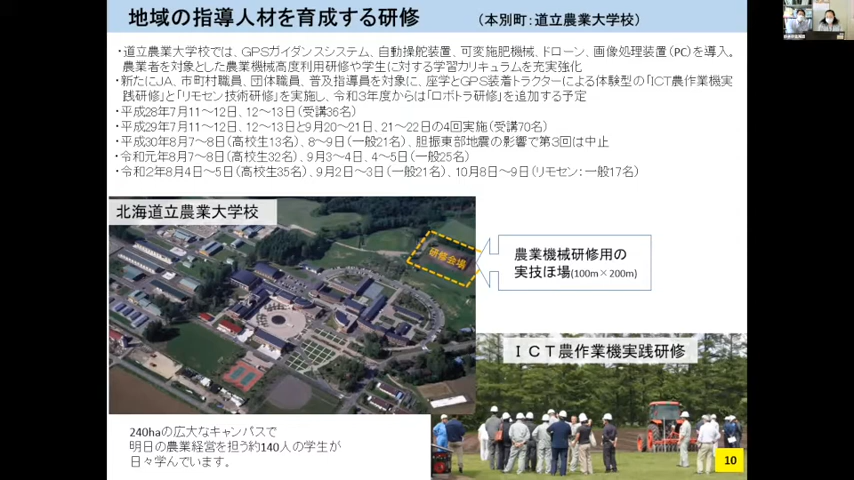 地域の指導人材を育成する研修 （本別町：道立農業大学校）
・道立農業大学校では、GPSガイダンスシステム、自動操舵装置、可変施肥機械、ドローン、画像処理装置（PC）を導入。
農業者を対象とした農業機械高度利用研修や学生に対する学習カリキュラムを充実強化
・新たにJA、市町村職員、団体職員、普及指導員を対象に、座学とGPS装着トラクターによる体験型の「ICT農作業機実
践研修」と「リモセン技術研修」を実施し、令和3年度からは「ロボトラ研修」を追加する予定
・平成28年7月11～12日、12～13日（受講36名）
・平成29年7月11～12日、12～13日と9月20～21日、21～22日の4回実施（受講70名）
・平成30年8月7～8日（高校生13名）、8～9日（一般21名）、胆振東部地震の影響で第3回は中止
・令和元年8月7～8日（高校生32名）、9月3～4日、4～5日（一般25名）
・令和2年8月4日～5日（高校生35名）、9月2日～3日（一般21名）、10月8日～9日（リモセン：一般17名）
北海道立農業大学校
研修会場
農業機械研修用の
実技ほ場（100m×200m）
ICT農作業機実践研修
240haの広大なキャンパスで
明日の農業経営を担う約140人の学生が
日々学んでいます。
10